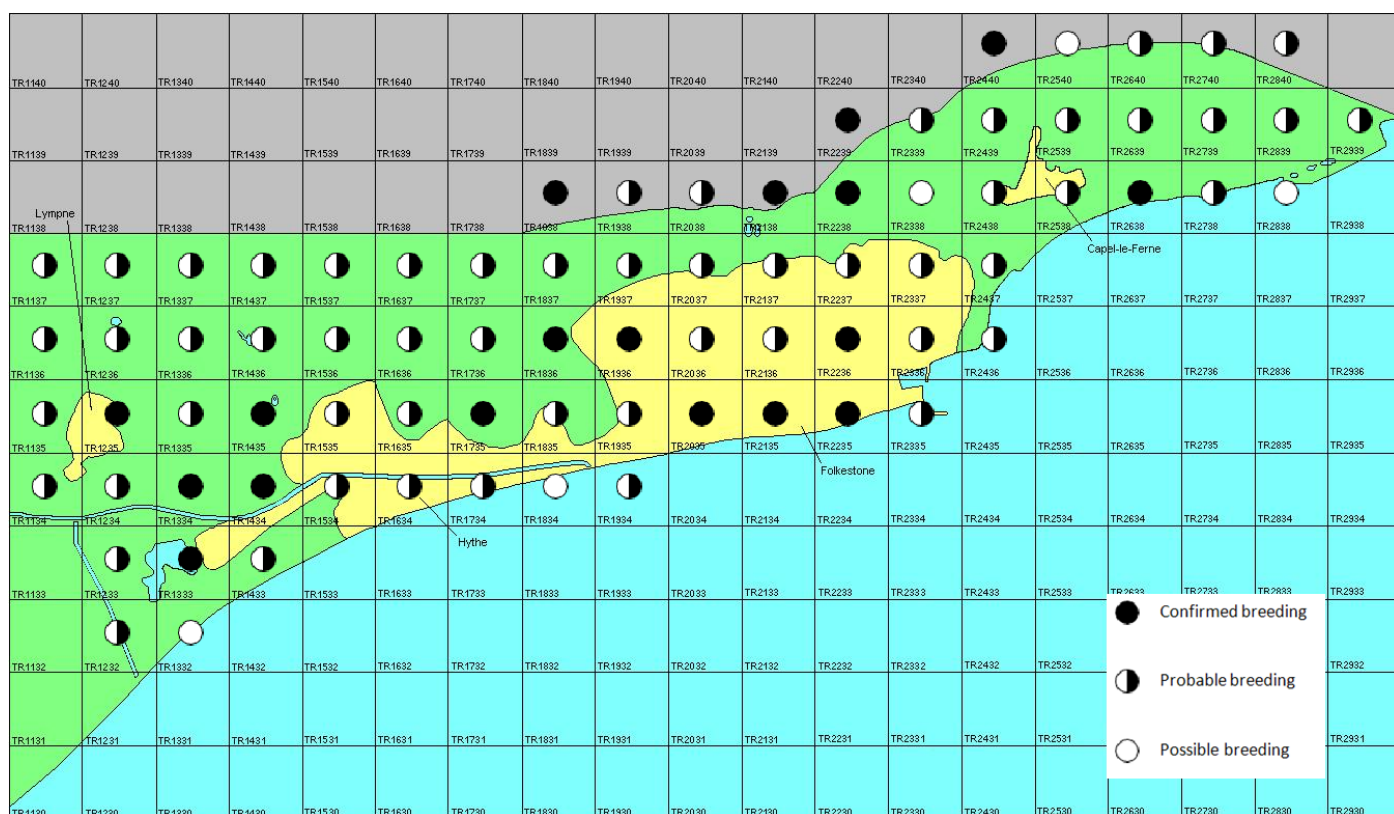 TR1140 TR1240 TR1340 TR1440 TR1540 TR1640 TR1740 TR1840 TR1940 TR2040 TR2140 TR2240 TR2340 TR2440 TR2540 TR2640 TR2740 TR2840
TR1139 TR1239 TR1339 TR1439 TR1539 TR1639 TR1739 TR1839 TR1939 TR2039 TR2139 TR2239 TR2339 TR2439 TR2539 TR2639 TR2739 TR2839 TR2939
Lympne
TR1138 TR1238 TR1338 TR1438 TR1538 TR1638 TR1738 TR1838 TR1938 TR2038 TR2138 TR2238 TR2338 TR2438 TR2538 TR2638 TR2738 TR2838 TR2938
Capel-le-Ferne
TR1137 TR1237 TR1337 TR1437 TR1537 TR1637 TR1737 TR1837 TR1937 TR2037 TR2137 TR2237 TR2337 TR2437 TR2537 TR2637 TR2737 TR2837 TR2937
TR1136 TR1236 TR1336 TR1436 TR1536 TR1636 TR1736 TR1836 TR1936 TR2036 TR2136 TR2236 TR2336 TR2436 TR2536 TR2636 TR2736 TR2836 TR2936
TR1135 TR1235 TR1335 TR1435 TR1535 TR1635 TR1735 TR1835 TR1935 TR2035 TR2135 TR2235 TR2335 TR2435 TR2535 TR2635 TR2735 TR2835 TR2935
Folkestone
TR1134 TR1234 TR1334 TR1434 TR1534 TR1634 TR1734 TR1834 TR1934 TR2034 TR2134 TR2234 TR2334 TR2434 TR2534 TR2634 TR2734 TR2834 TR2934
Hythe
TR1133 TR1233 TR1333 TR1433 TR1533 TR1633 TR1733 TR1833 TR1933 TR2033 TR2133 TR2233 TR2333 TR2433 TR2533 TR2633 TR2733 TR2833 TR2933
Confirmed breeding
TR1132 TR1232 TR1332 TR1432 TR1532 TR1632 TR1732 TR1832 TR1932 TR2032 TR2132 TR2232 TR2332 TR2432 TR2532 TR2932
Probable breeding
TR1131 TR1231 TR1331 TR1431 TR1531 TR1631 TR1731 TR1831 TR1931 TR2031 TR2131 TR2231 TR2331 TR2431 TR2531 TR2931
Possible breeding